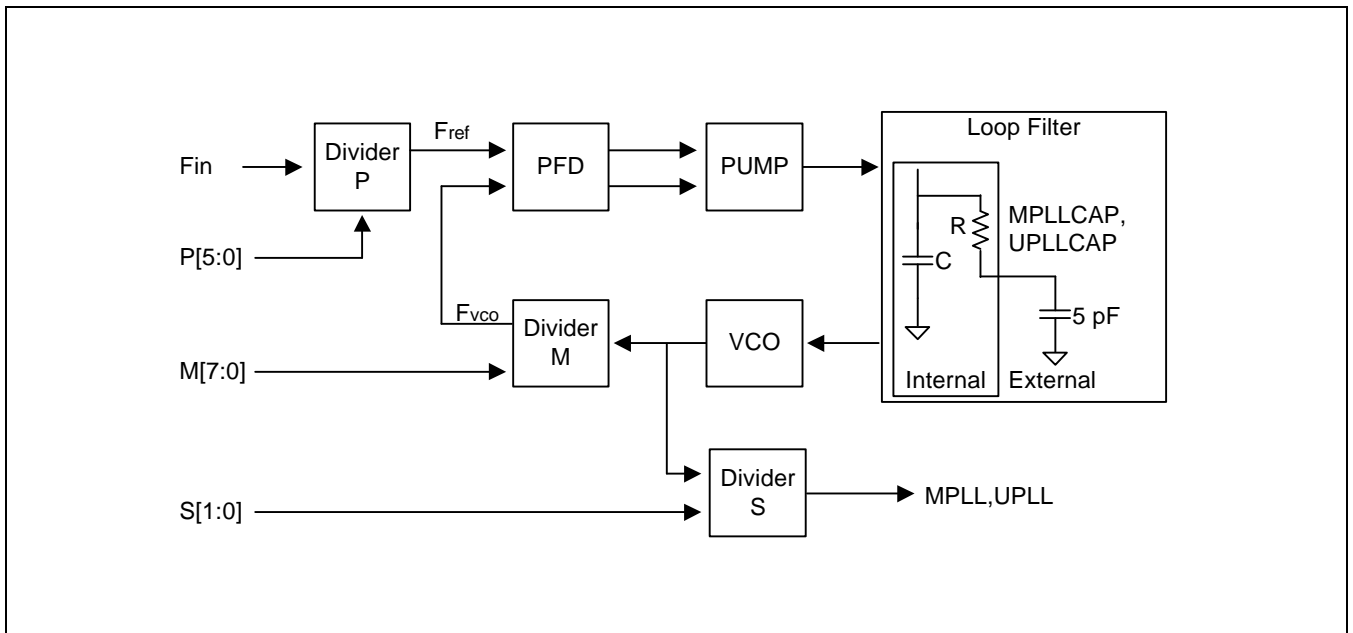 Loop Filter
Fref
Fin
Divider
P
PFD
PUMP
R
MPLLCAP,
UPLLCAP
C
P[5:0]
Fvco
Divider
M
VCO
5 pF
M[7:0]
Internal
External
Divider
S
S[1:0]
MPLL,UPLL